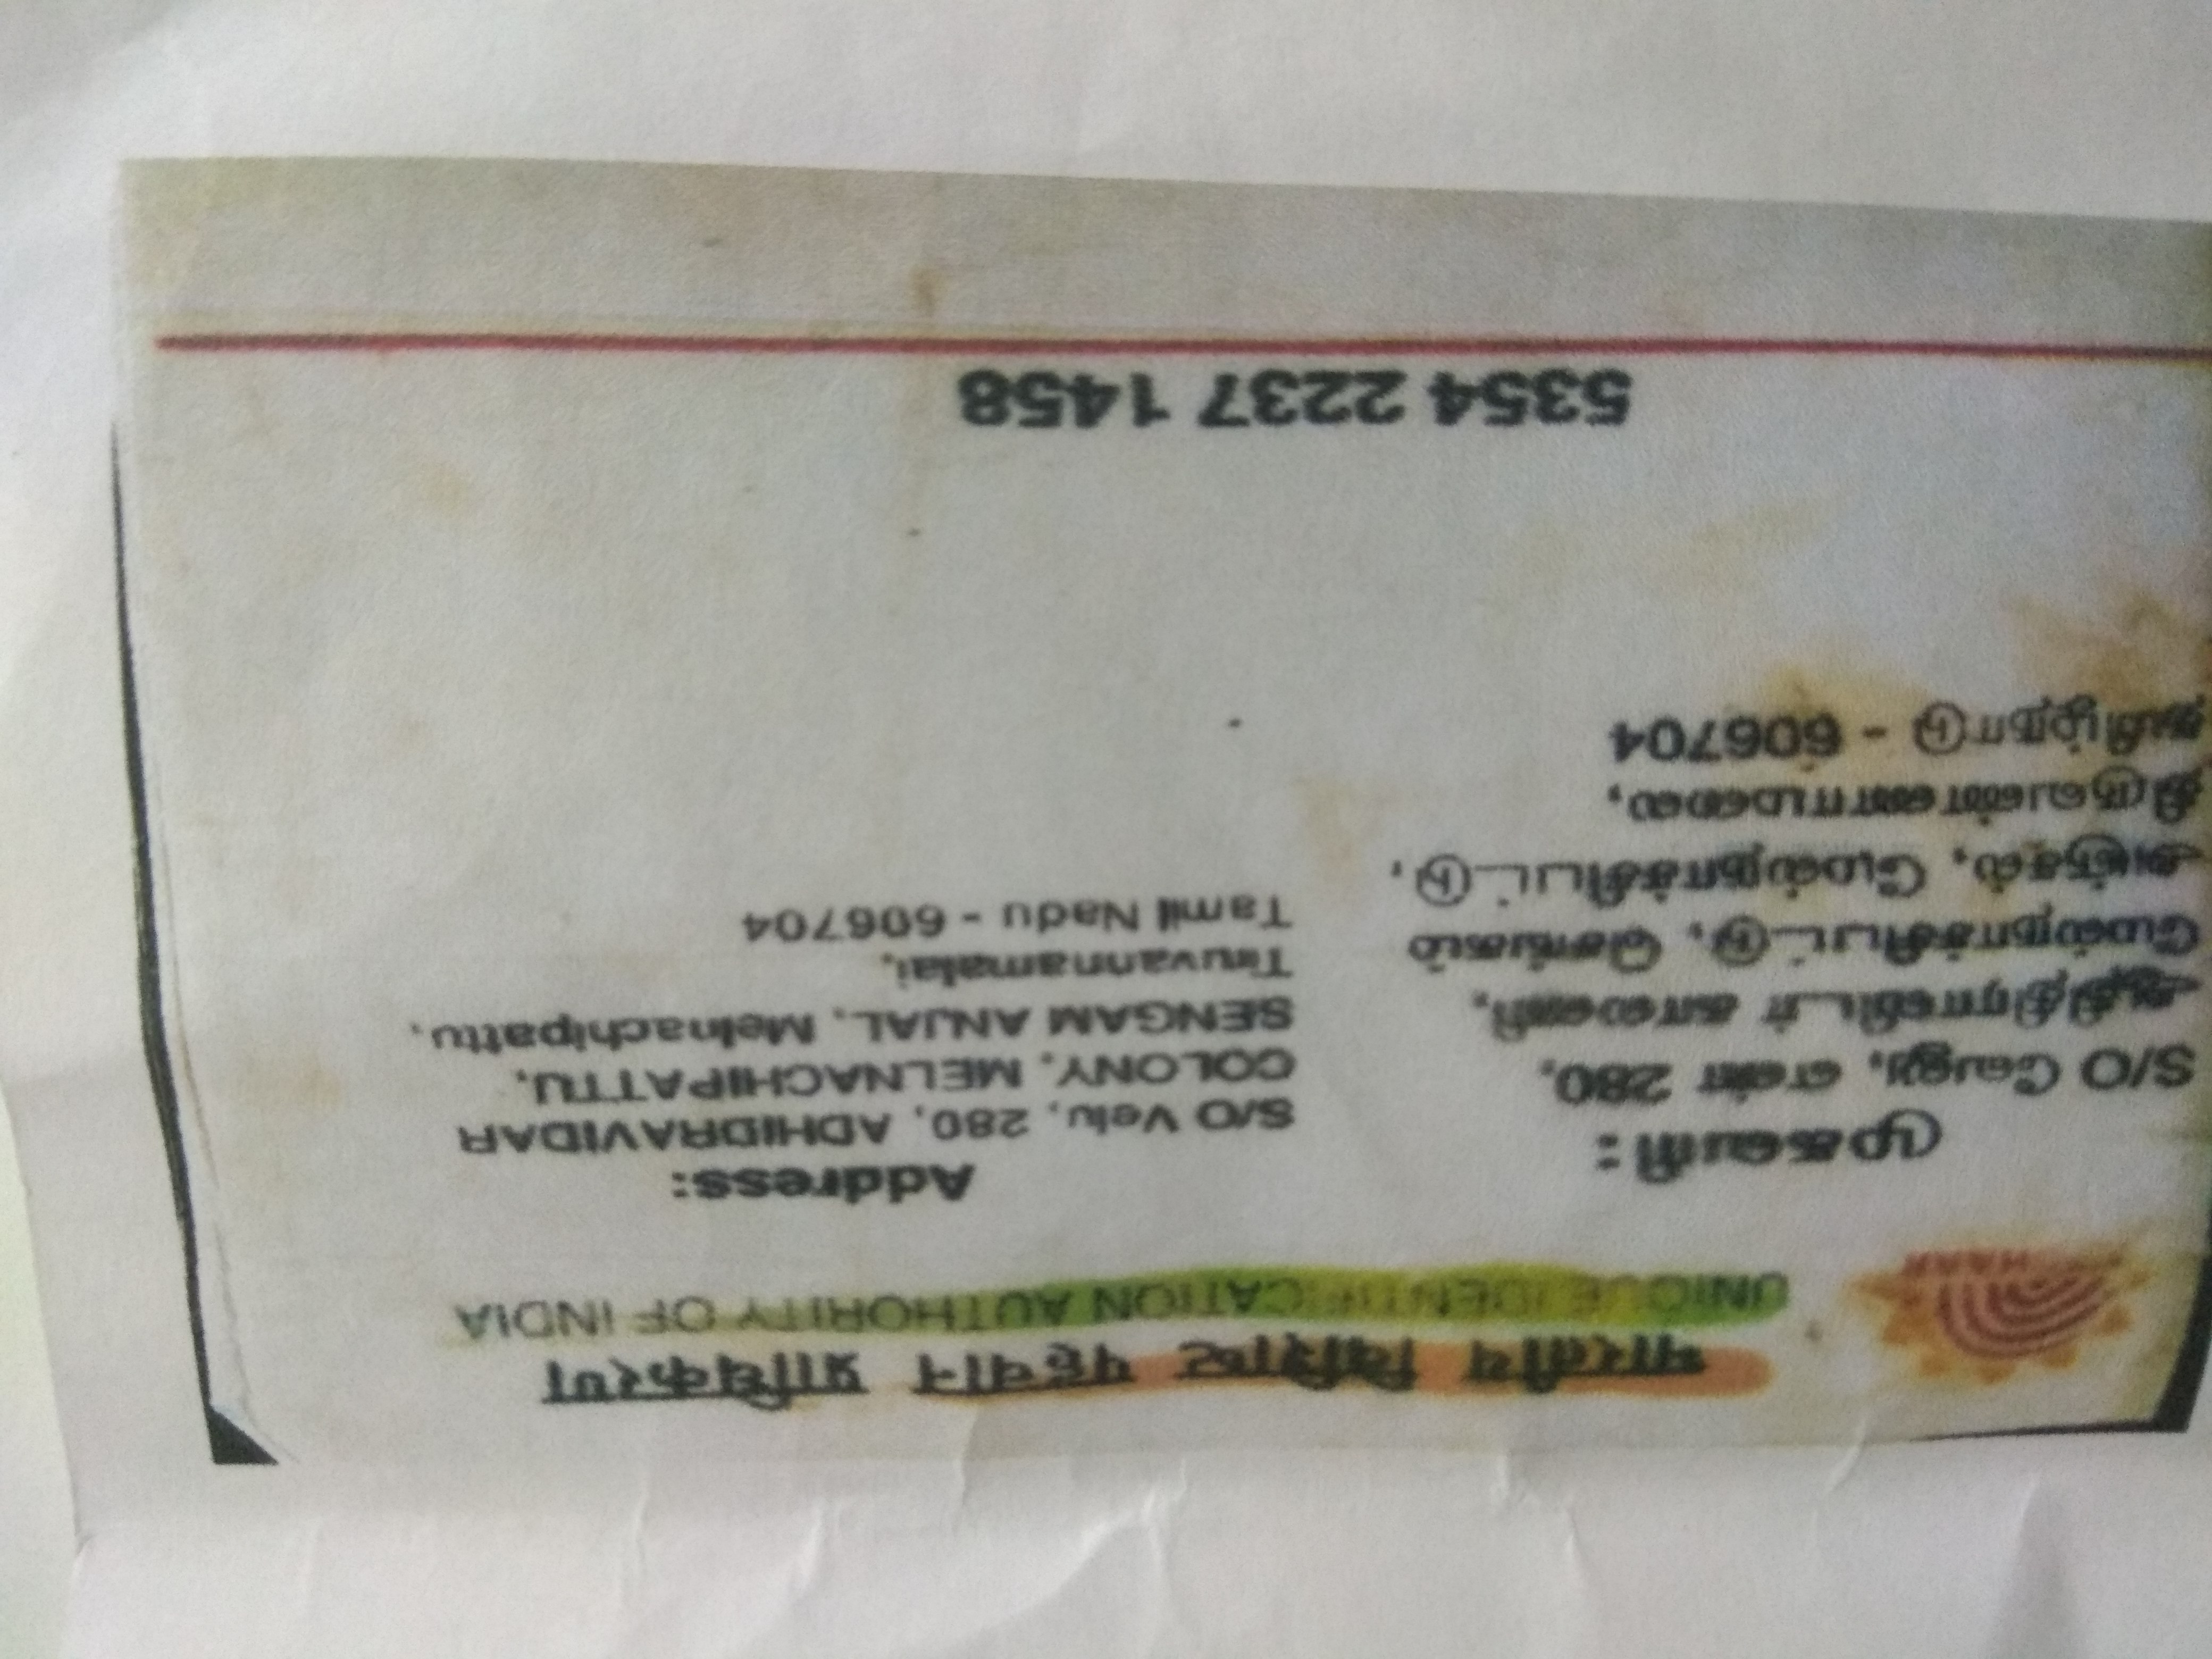 भारतीय विशिष्ट पहचान प्राधिकरण
UNIQUE IDENTIFICATION AUTHORITY OF INDIA
முகவரி:
S/O வேலு, எண் 280,
ஆதிதிராவிடர் காலணி,
மேல்நாச்சிபட்டு, செங்கம்
அஞ்சல், மேல்நாச்சிபட்டு,
திருவண்ணாமலை,
தமிழ்நாடு - 606704
Address:
S/O Velu, 280, ADHIDRAVIDAR
COLONY, MELNACHIPATTU,
SENGAM ANJAL, Melnachipattu,
Tiruvannamalai,
Tamil Nadu - 606704
5354 2237 1458